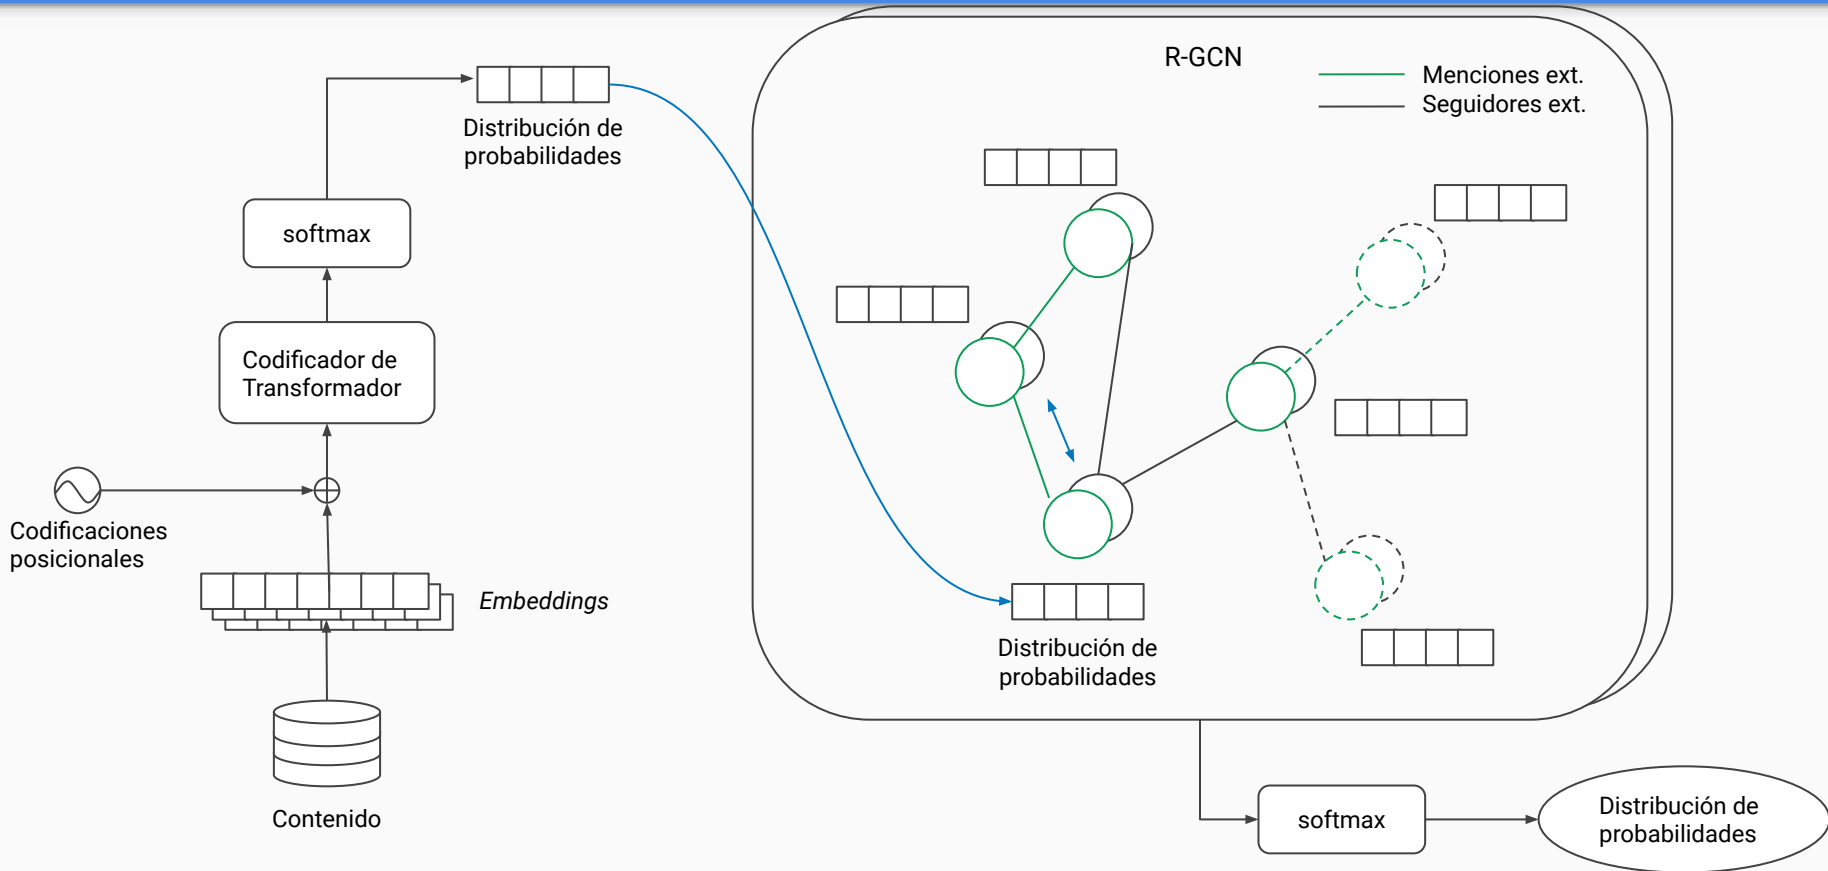 R-GCN
Menciones ext.
Seguidores ext.
Distribución de
probabilidades
softmax
Codificador de
Transformador
Codificaciones
posicionales
Embeddings
Contenido
Distribución de
probabilidades
softmax
Distribución de
probabilidades